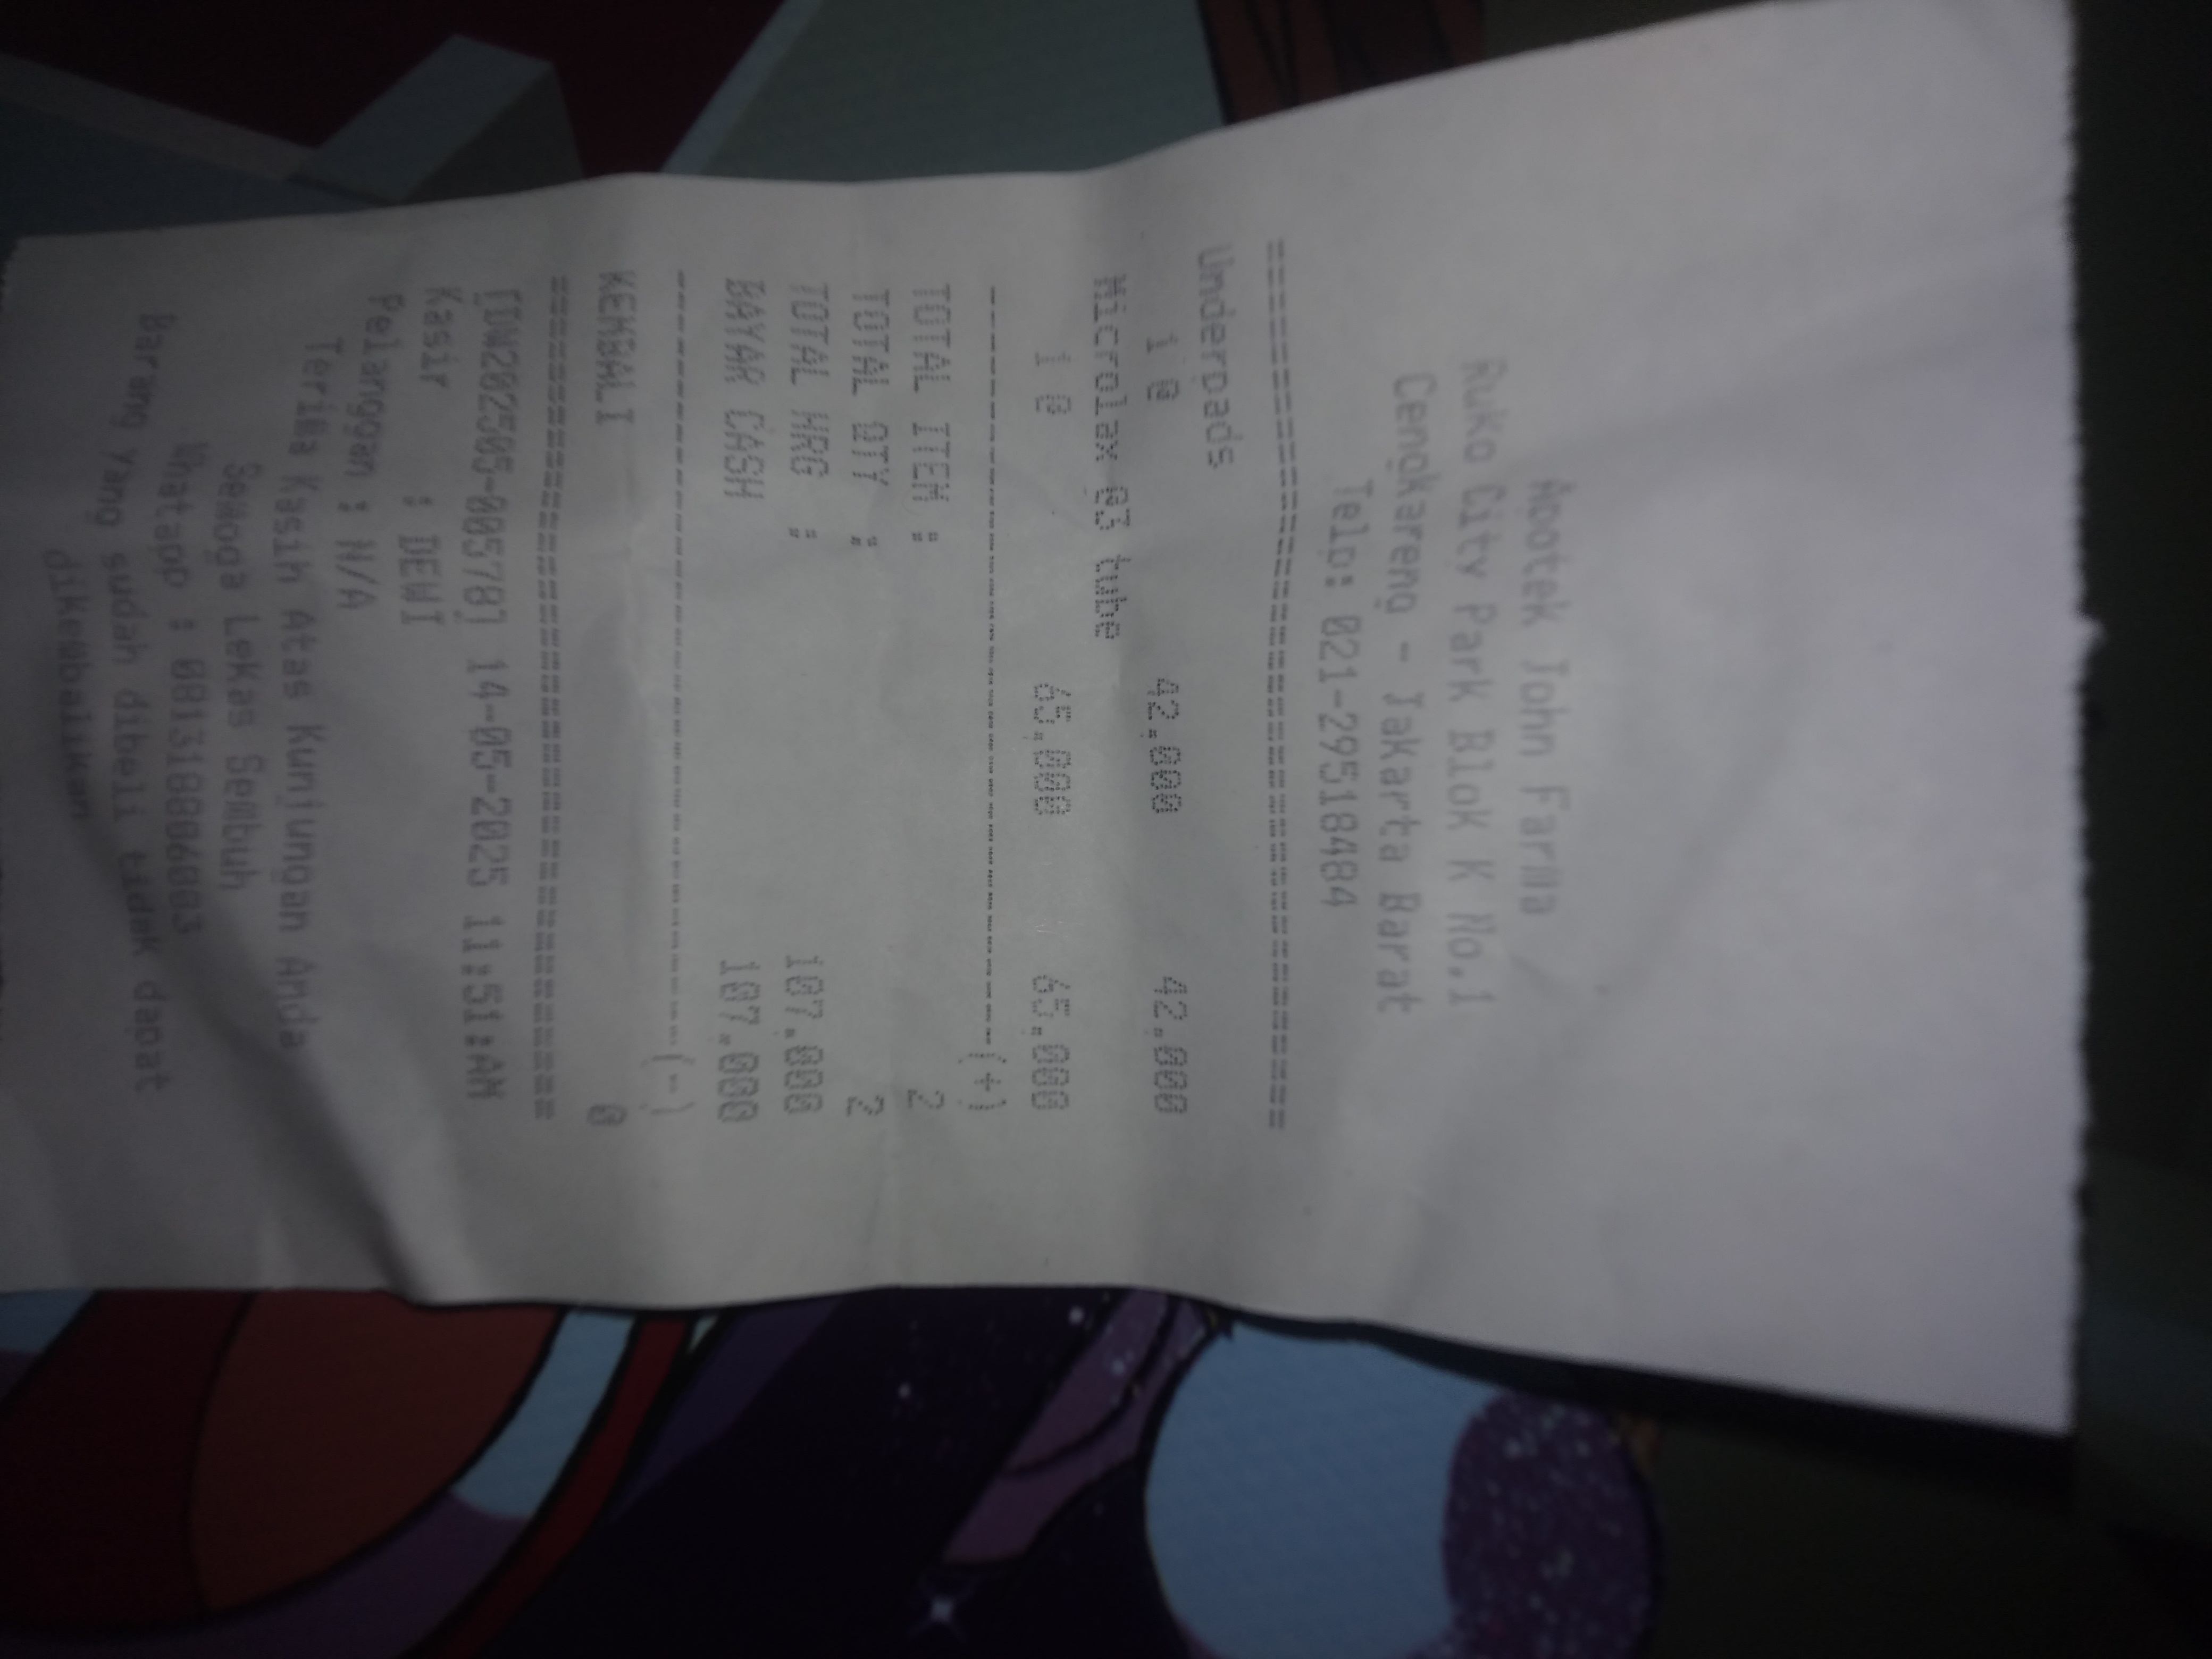 Apotek John Farma
Ruko City Park Blok K No.1
Cengkareng - Jakarta Barat
Telp: 021-29518484
==============================
Underpads
1 @ 42.000 42.000
Microlax @3 tube
1 @ 65.000 65.000
------------------------------(+)
TOTAL ITEM : 2
TOTAL QTY : 2
TOTAL HRG : 107.000
BAYAR CASH 107.000
------------------------------(-)
KEMBALI 0
==============================
14-05-2025 11:51:AM
Kasir : DEWI
Pelanggan : N/A
Terima Kasih Atas Kunjungan Anda
Semoga Lekas Sembuh
Whatapp :
Barang yang sudah dibeli tidak dapat
dikembalikan